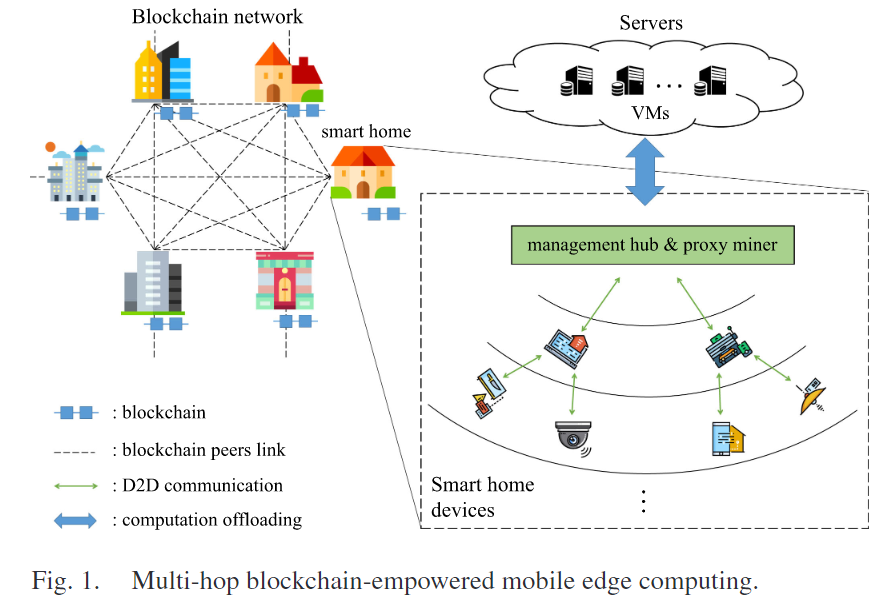 Blockchain network
Servers
VMs
smart home
management hub & proxy miner
: blockchain
: blockchain peers link
: D2D communication
: computation offloading
Smart home
devices
Fig. 1. Multi-hop blockchain-empowered mobile edge computing.